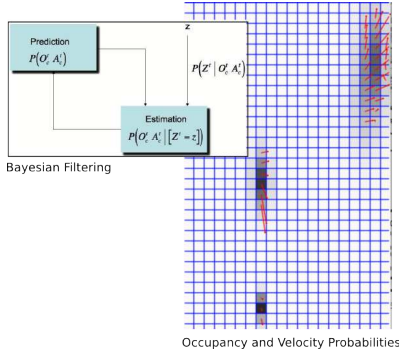 z
Prediction
P(O_c^t A_c^t)
P(Z^t | O_c^t A_c^t)
Estimation
P(O_c^t A_c^t | [Z^t = z])
Bayesian Filtering
Occupancy and Velocity Probabilities